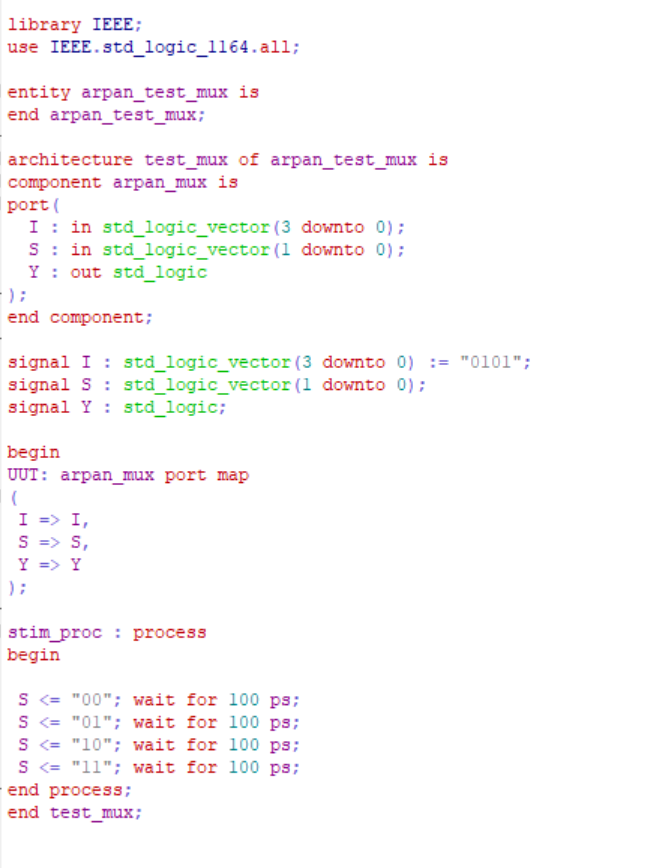 library IEEE;
use IEEE.std_logic_1164.all;
entity arpan_test_mux is
end arpan_test_mux;
architecture test_mux of arpan_test_mux is
component arpan_mux is
port(
I : in std_logic_vector(3 downto 0);
S : in std_logic_vector(1 downto 0);
Y : out std_logic
);
end component;
signal I : std_logic_vector(3 downto 0) := "0101";
signal S : std_logic_vector(1 downto 0);
signal Y : std_logic;
begin
UUT: arpan_mux port map
(
I => I,
S => S,
Y => Y
);
stim_proc : process
begin
S <= "00"; wait for 100 ps;
S <= "01"; wait for 100 ps;
S <= "10"; wait for 100 ps;
S <= "11"; wait for 100 ps;
end process;
end test_mux;